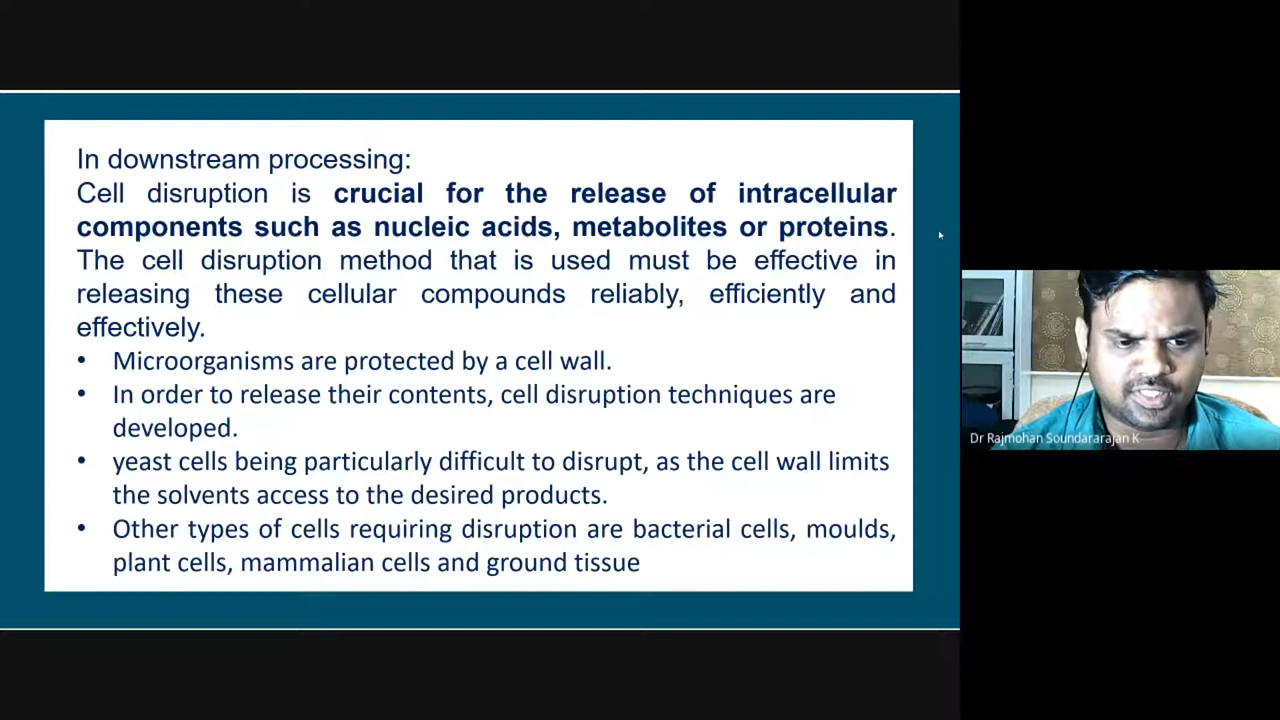 In downstream processing:
Cell disruption is crucial for the release of intracellular
components such as nucleic acids, metabolites or proteins.
The cell disruption method that is used must be effective in
releasing these cellular compounds reliably, efficiently and
effectively.
• Microorganisms are protected by a cell wall.
• In order to release their contents, cell disruption techniques are
developed.
• yeast cells being particularly difficult to disrupt, as the cell wall limits
the solvents access to the desired products.
• Other types of cells requiring disruption are bacterial cells, moulds,
plant cells, mammalian cells and ground tissue
Dr Rajmohan Soundararajan K